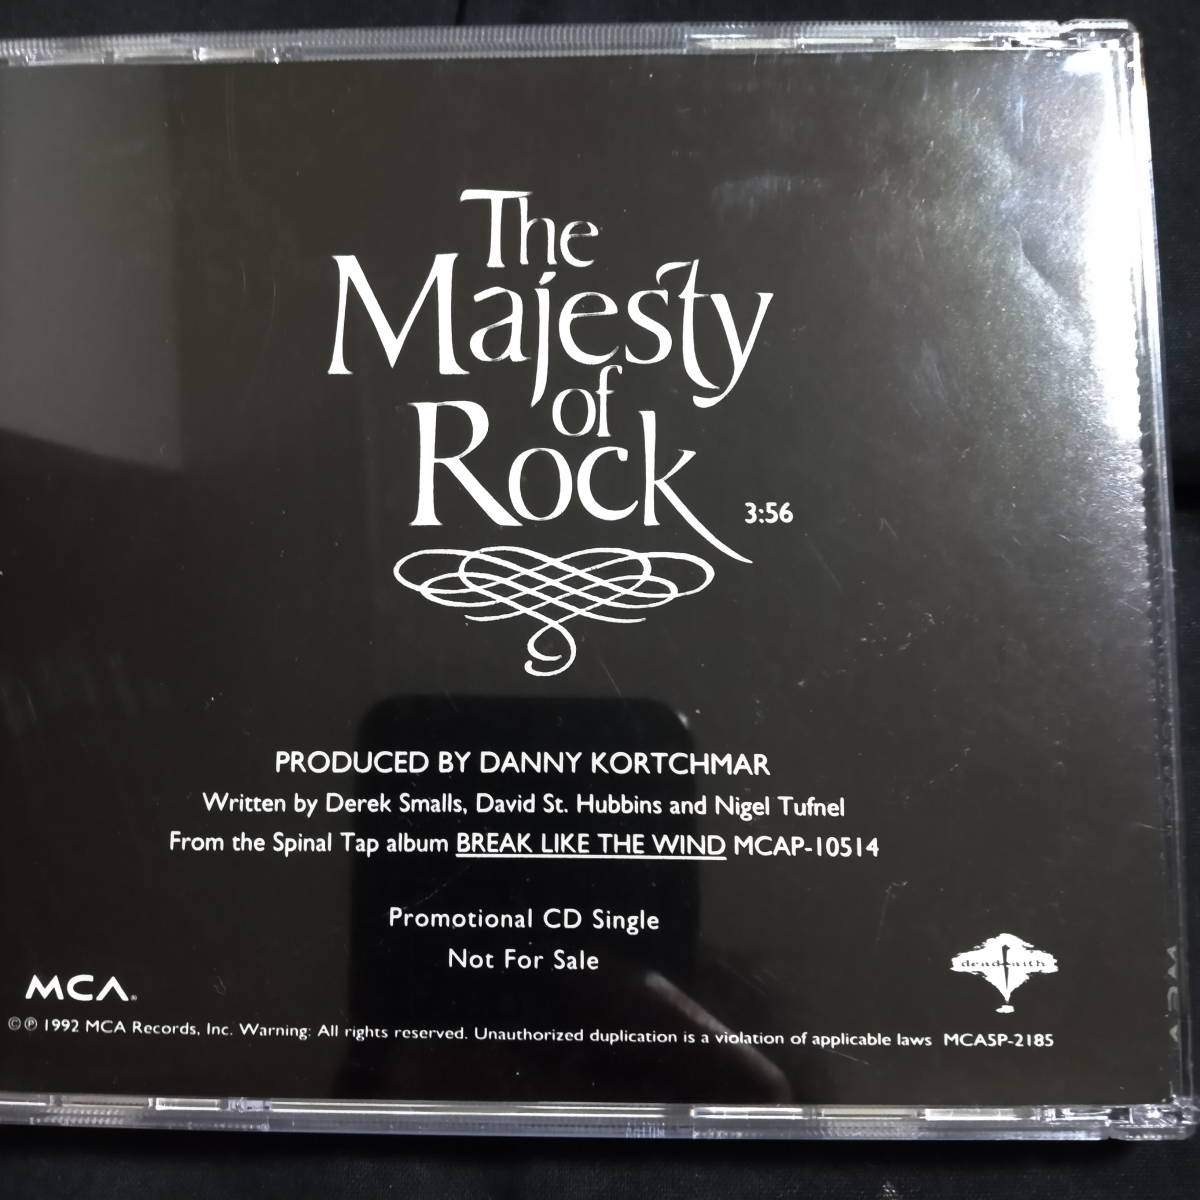 The
Majesty
of
Rock 3:56
PRODUCED BY DANNY KORTCHMAR
Written by Derek Smalls, David St. Hubbins and Nigel Tufnel
From the Spinal Tap album BREAK LIKE THE WIND MCAP-10514
Promotional CD Single
Not For Sale
MCA®
dead faith
©℗ 1992 MCA Records, Inc. Warning: All rights reserved. Unauthorized duplication is a violation of applicable laws MCA5P-2185